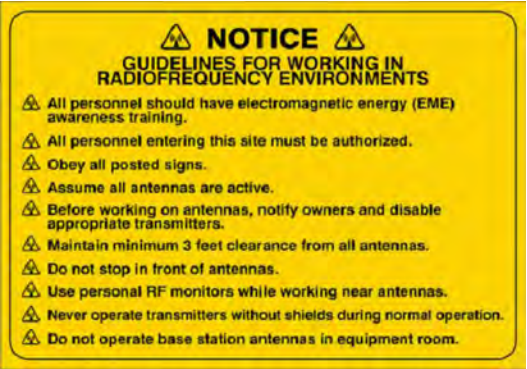 NOTICE
GUIDELINES FOR WORKING IN
RADIOFREQUENCY ENVIRONMENTS
All personnel should have electromagnetic energy (EME)
awareness training.
All personnel entering this site must be authorized.
Obey all posted signs.
Assume all antennas are active.
Before working on antennas, notify owners and disable
appropriate transmitters.
Maintain minimum 3 feet clearance from all antennas.
Do not stop in front of antennas.
Use personal RF monitors while working near antennas.
Never operate transmitters without shields during normal operation.
Do not operate base station antennas in equipment room.